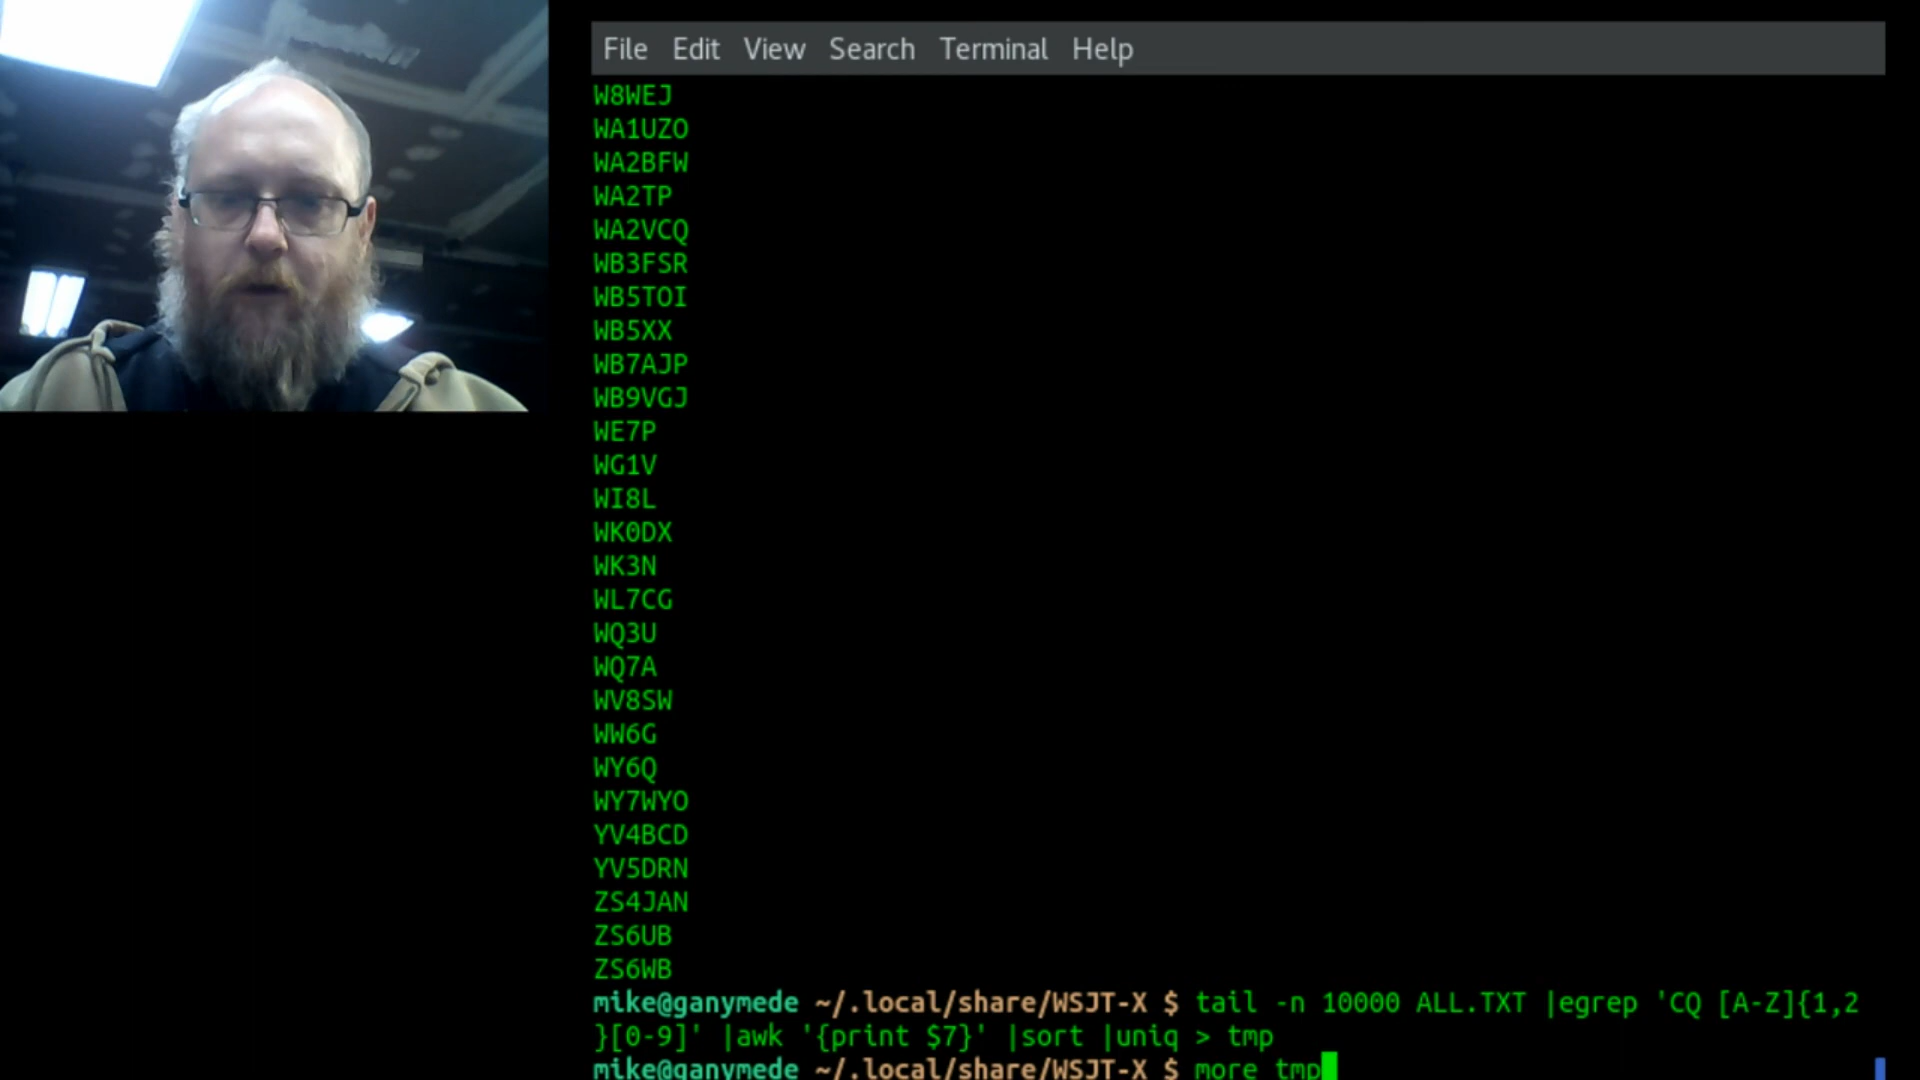 File Edit View Search Terminal Help
W8WEJ
WA1UZO
WA2BFW
WA2TP
WA2VCQ
WB3FSR
WB5TOI
WB5XX
WB7AJP
WB9VGJ
WE7P
WG1V
WI8L
WK0DX
WK3N
WL7CG
WQ3U
WQ7A
WV8SW
WW6G
WY6Q
WY7WYO
YV4BCD
YV5DRN
ZS4JAN
ZS6UB
ZS6WB
mike@ganymede ~/.local/share/WSJT-X $ tail -n 10000 ALL.TXT |egrep 'CQ [A-Z]{1,2
}[0-9]' |awk '{print $7}' |sort |uniq > tmp
mike@ganymede ~/.local/share/WSJT-X $ more tmp